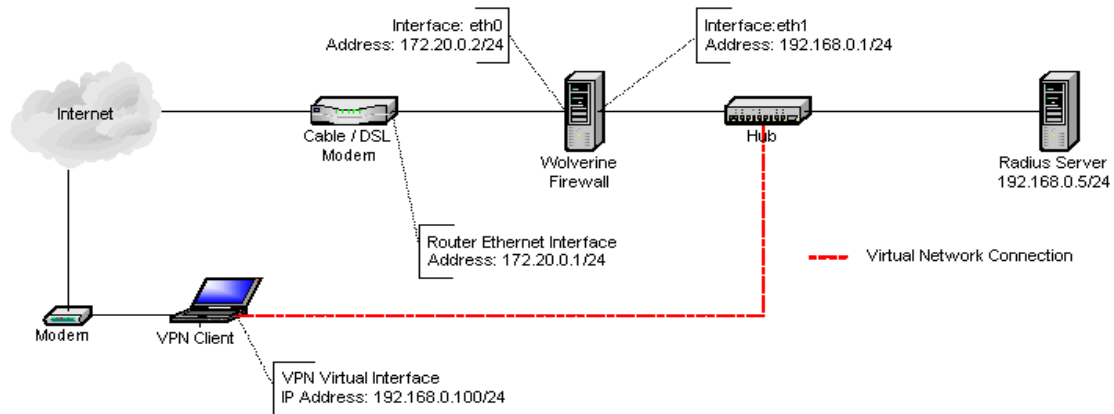 Interface: eth0
Address: 172.20.0.2/24
Interface:eth1
Address: 192.168.0.1/24
Internet
Cable / DSL
Modem
Wolverine
Firewall
Hub
Radius Server
192.168.0.5/24
Router Ethernet Interface
Address: 172.20.0.1/24
Virtual Network Connection
Modem
VPN Client
VPN Virtual Interface
IP Address: 192.168.0.100/24